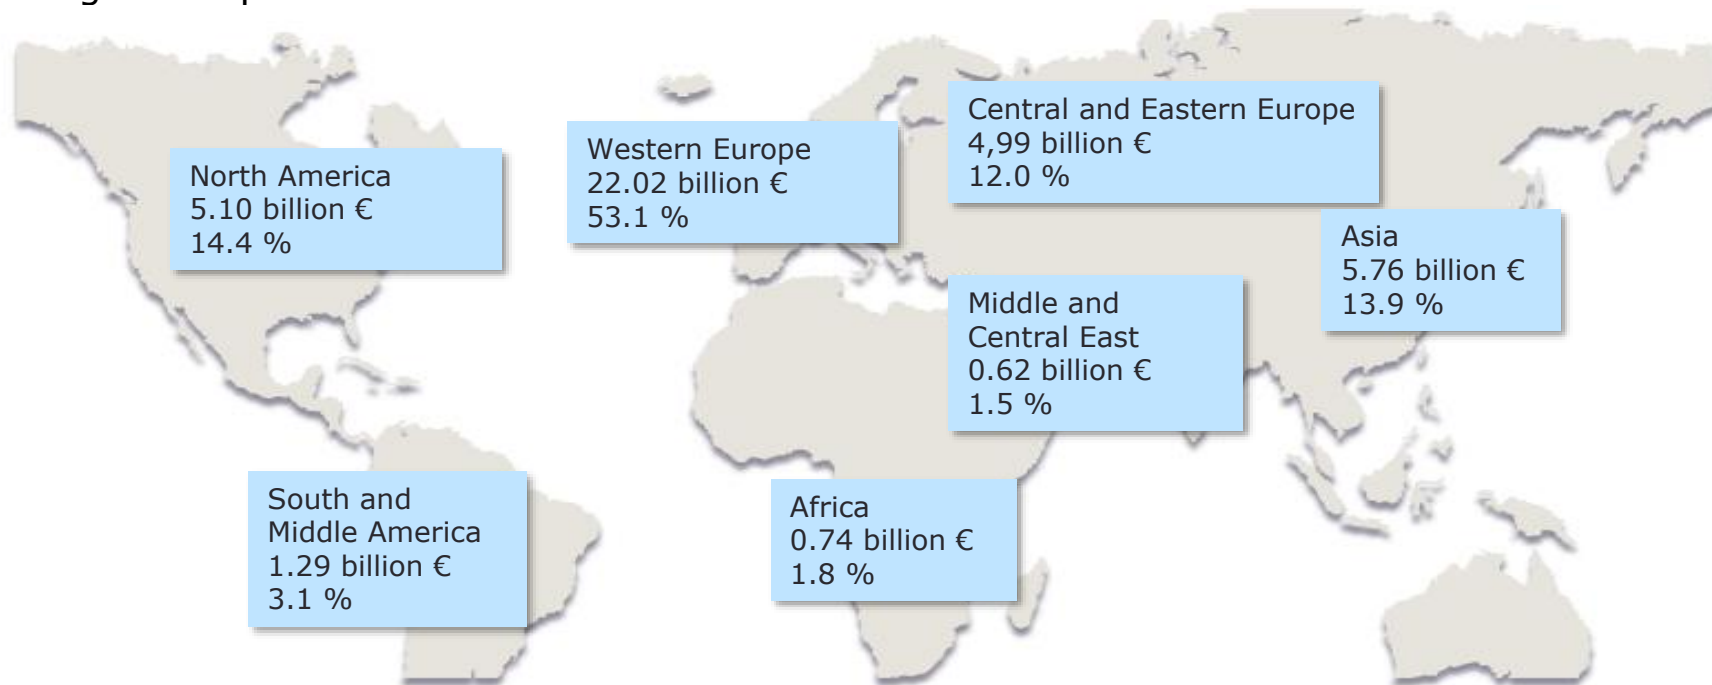 North America
5.10 billion €
14.4 %
Western Europe
22.02 billion €
53.1 %
Central and Eastern Europe
4,99 billion €
12.0 %
Asia
5.76 billion €
13.9 %
Middle and
Central East
0.62 billion €
1.5 %
South and
Middle America
1.29 billion €
3.1 %
Africa
0.74 billion €
1.8 %